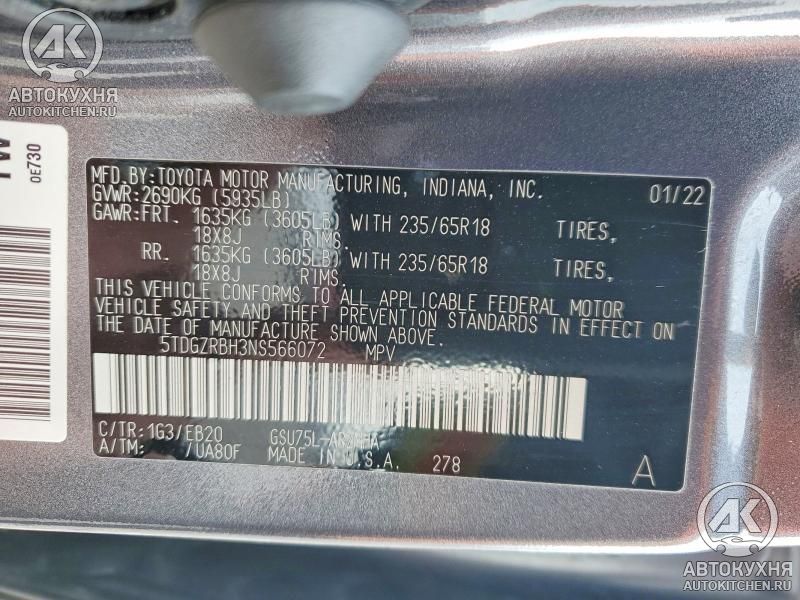 AK
АВТОКУХНЯ
AUTOKITCHEN.RU
0E730
MFD.BY:TOYOTA MOTOR MANUFACTURING, INDIANA, INC. 01/22
GVWR:2690KG (5935LB)
GAWR:FRT. 1635KG (3605LB) WITH 235/65R18 TIRES,
18X8J RIMS.
RR. 1635KG (3605LB) WITH 235/65R18 TIRES,
18X8J RIMS.
THIS VEHICLE CONFORMS TO ALL APPLICABLE FEDERAL MOTOR
VEHICLE SAFETY AND THEFT PREVENTION STANDARDS IN EFFECT ON
THE DATE OF MANUFACTURE SHOWN ABOVE.
5TDGZRBH3NS566072 MPV
C/TR:1G3/EB20
A/TM: /UA80F MADE IN U.S.A. 278
A
AK
АВТОКУХНЯ
AUTOKITCHEN.RU